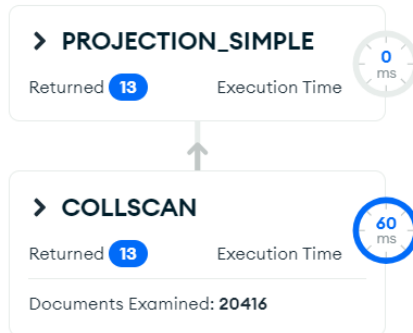 PROJECTION_SIMPLE
0
ms
Returned 13 Execution Time
COLLSCAN
60
ms
Returned 13 Execution Time
Documents Examined: 20416